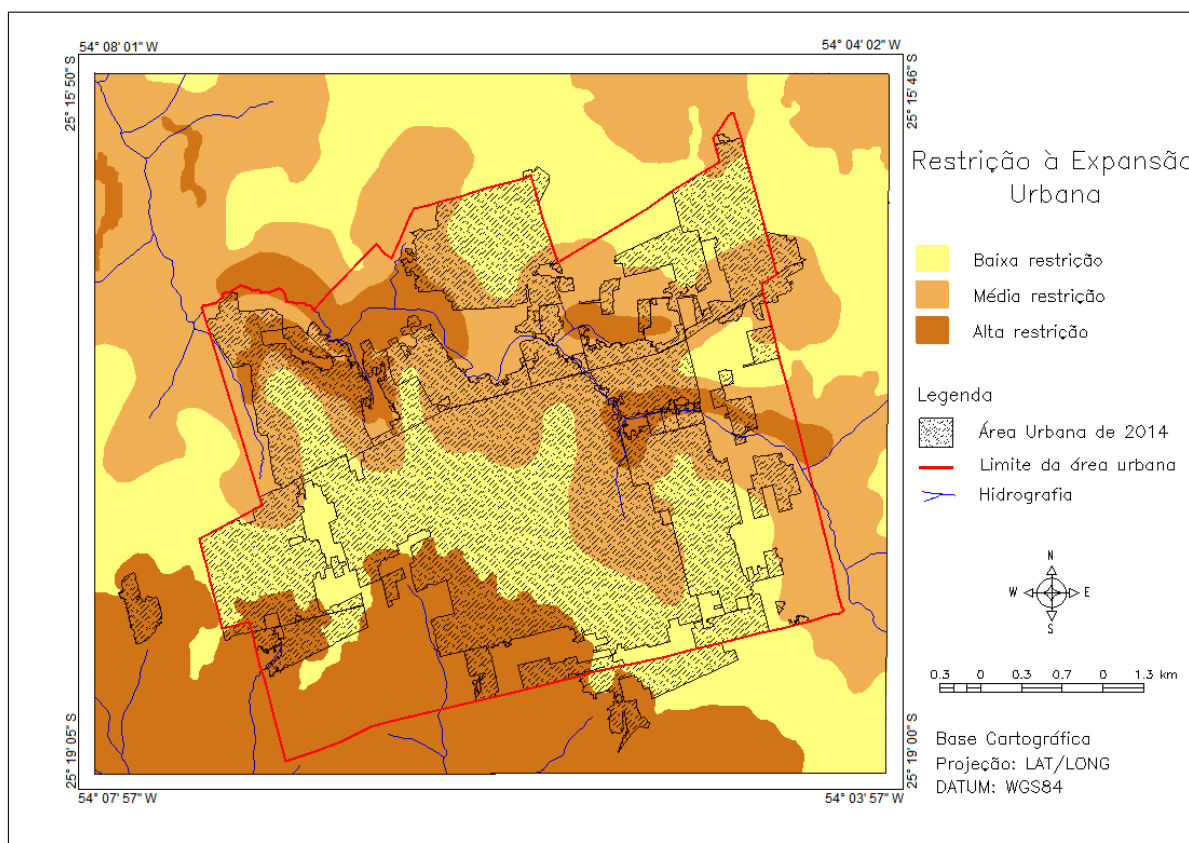 54° 08' 01" W
54° 04' 02" W
25° 15' 50" S
25° 15' 46" S
Restrição à Expansão
Urbana
Baixa restrição
Média restrição
Alta restrição
Legenda
Área Urbana de 2014
Limite da área urbana
Hidrografia
N
W E
S
0.3 0 0.3 0.7 0 1.3 km
25° 19' 05" S
25° 19' 00" S
Base Cartográfica
Projeção: LAT/LONG
DATUM: WGS84
54° 07' 57" W
54° 03' 57" W